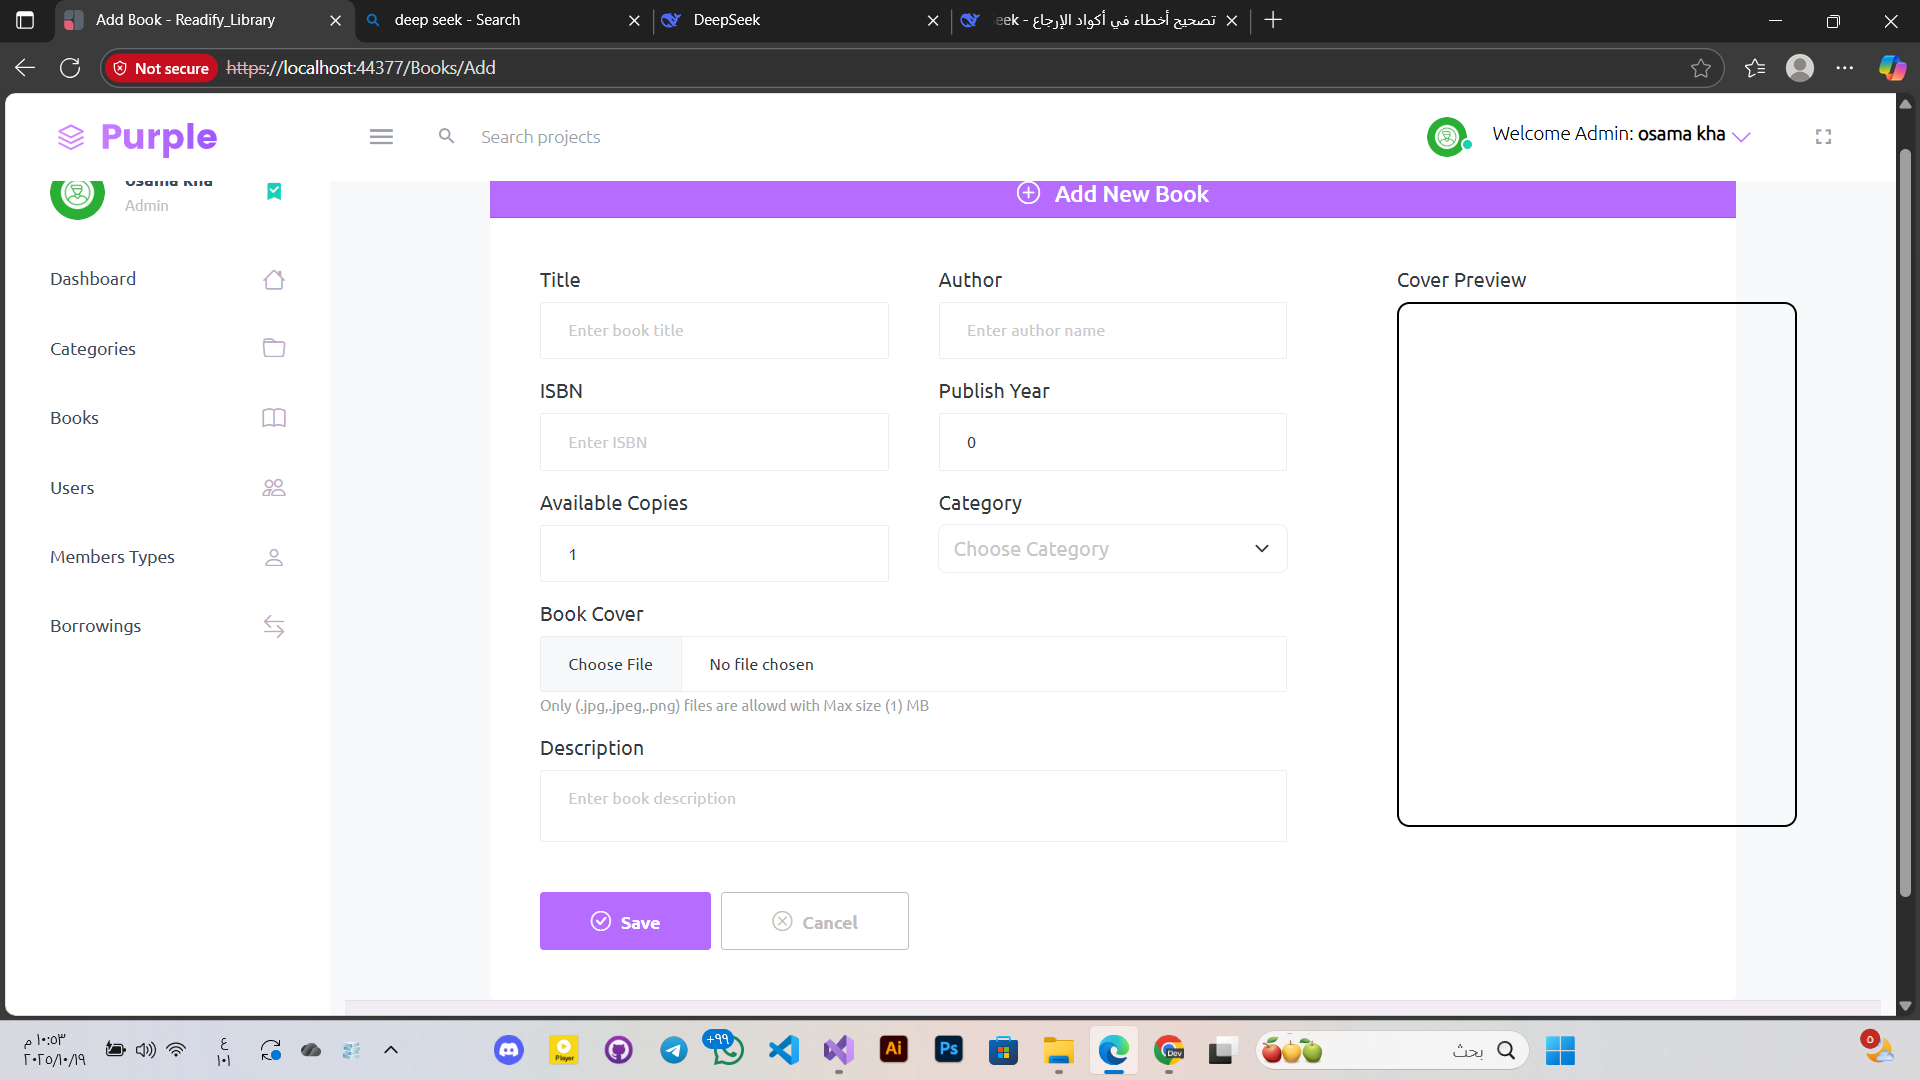 Add Book - Readify_Library
deep seek - Search
DeepSeek
تصحيح أخطاء في أكواد الإرجاع - eek
Not secure
https://localhost:44377/Books/Add
Purple
Search projects
Welcome Admin: osama kha
osama kha
Admin
Dashboard
Categories
Books
Users
Members Types
Borrowings
Add New Book
Title
Author
Cover Preview
Enter book title
Enter author name
ISBN
Publish Year
Enter ISBN
0
Available Copies
Category
1
Choose Category
Book Cover
Choose File
No file chosen
Only (.jpg,.jpeg,.png) files are allowd with Max size (1) MB
Description
Enter book description
Save
Cancel
١٠:٥٣ م
٢٠٢٥/١٠/١٩
ع
١٠١
Player
+٩٩
Ai
Ps
Dev
بحث
٥